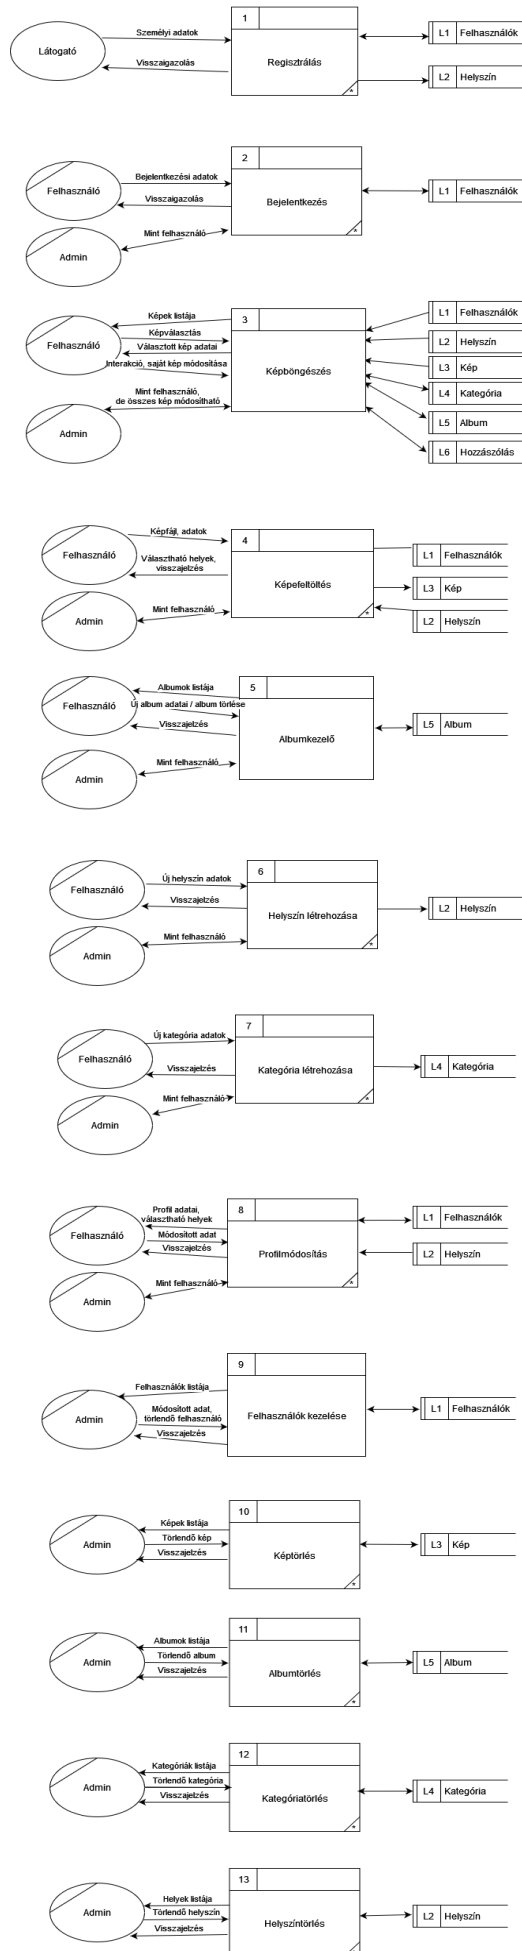 1
Személyi adatok
L1 Felhasználók
Látogató
Visszaigazolás
Regisztrálás
L2 Helyszín
*
2
Bejelentkezési adatok
Felhasználó
Visszaigazolás
Bejelentkezés
L1 Felhasználók
Mint felhasználó
*
Admin
Képek listája
3
L1 Felhasználók
Képválasztás
L2 Helyszín
Felhasználó
Választott kép adatai
Képböngészés
L3 Kép
Interakció, saját kép módosítása
L4 Kategória
Mint felhasználó,
de összes kép módosítható
L5 Album
Admin
L6 Hozzászólás
Képfájl, adatok
4
Felhasználó
L1 Felhasználók
Választható helyek,
visszajelzés
Képefeltöltés
L3 Kép
Mint felhasználó
*
L2 Helyszín
Admin
Albumok listája
5
Felhasználó
Új album adatai / album törlése
Visszajelzés
Albumkezelő
L5 Album
Mint felhasználó
Admin
6
Új helyszín adatok
Felhasználó
Visszajelzés
Helyszín létrehozása
L2 Helyszín
Mint felhasználó
*
Admin
7
Új kategória adatok
Felhasználó
Visszajelzés
Kategória létrehozása
L4 Kategória
Mint felhasználó
*
Admin
Profil adatai,
választható helyek
8
L1 Felhasználók
Felhasználó
Módosított adat
Visszajelzés
Profilmódosítás
L2 Helyszín
Mint felhasználó
*
Admin
9
Felhasználók listája
Admin
Módosított adat,
törlendő felhasználó
Felhasználók kezelése
L1 Felhasználók
Visszajelzés
10
Képek listája
Admin
Törlendő kép
Visszajelzés
Képtörlés
L3 Kép
*
11
Albumok listája
Admin
Törlendő album
Visszajelzés
Albumtörlés
L5 Album
*
12
Kategóriák listája
Admin
Törlendő kategória
Visszajelzés
Kategóriatörlés
L4 Kategória
*
13
Helyek listája
Admin
Törlendő helyszín
Visszajelzés
Helyszíntörlés
L2 Helyszín
*